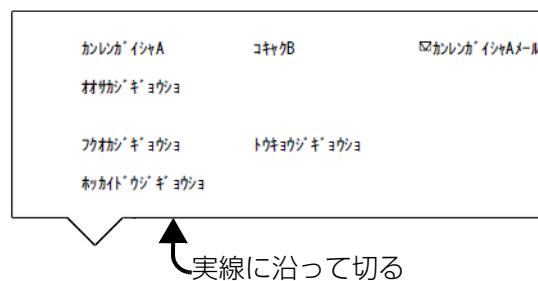 ｶﾝﾚﾝｶﾞｲｼｬA ｺｷｬｸB ✉ｶﾝﾚﾝｶﾞｲｼｬAﾒｰﾙ
ｵｵｻｶｼﾞｷﾞｮｳｼｮ
ﾌｸｵｶｼﾞｷﾞｮｳｼｮ ﾄｳｷｮｳｼﾞｷﾞｮｳｼｮ
ﾎｯｶｲﾄﾞｳｼﾞｷﾞｮｳｼｮ
実線に沿って切る